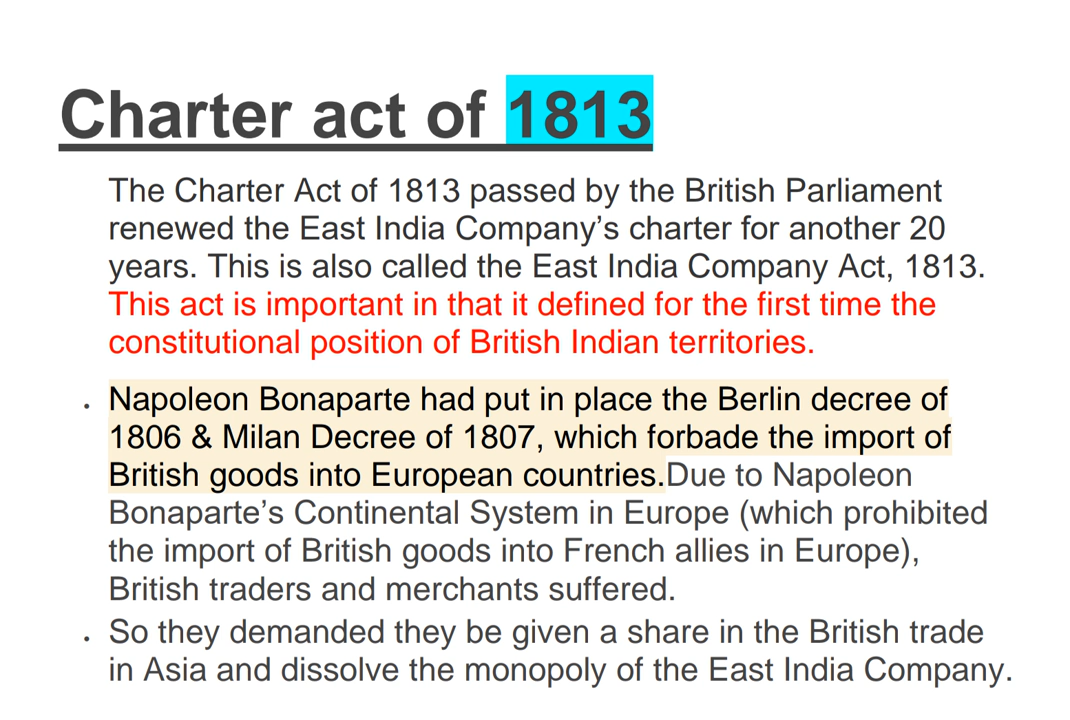 Charter act of 1813
The Charter Act of 1813 passed by the British Parliament
renewed the East India Company’s charter for another 20
years. This is also called the East India Company Act, 1813.
This act is important in that it defined for the first time the
constitutional position of British Indian territories.
• Napoleon Bonaparte had put in place the Berlin decree of
1806 & Milan Decree of 1807, which forbade the import of
British goods into European countries.Due to Napoleon
Bonaparte’s Continental System in Europe (which prohibited
the import of British goods into French allies in Europe),
British traders and merchants suffered.
• So they demanded they be given a share in the British trade
in Asia and dissolve the monopoly of the East India Company.